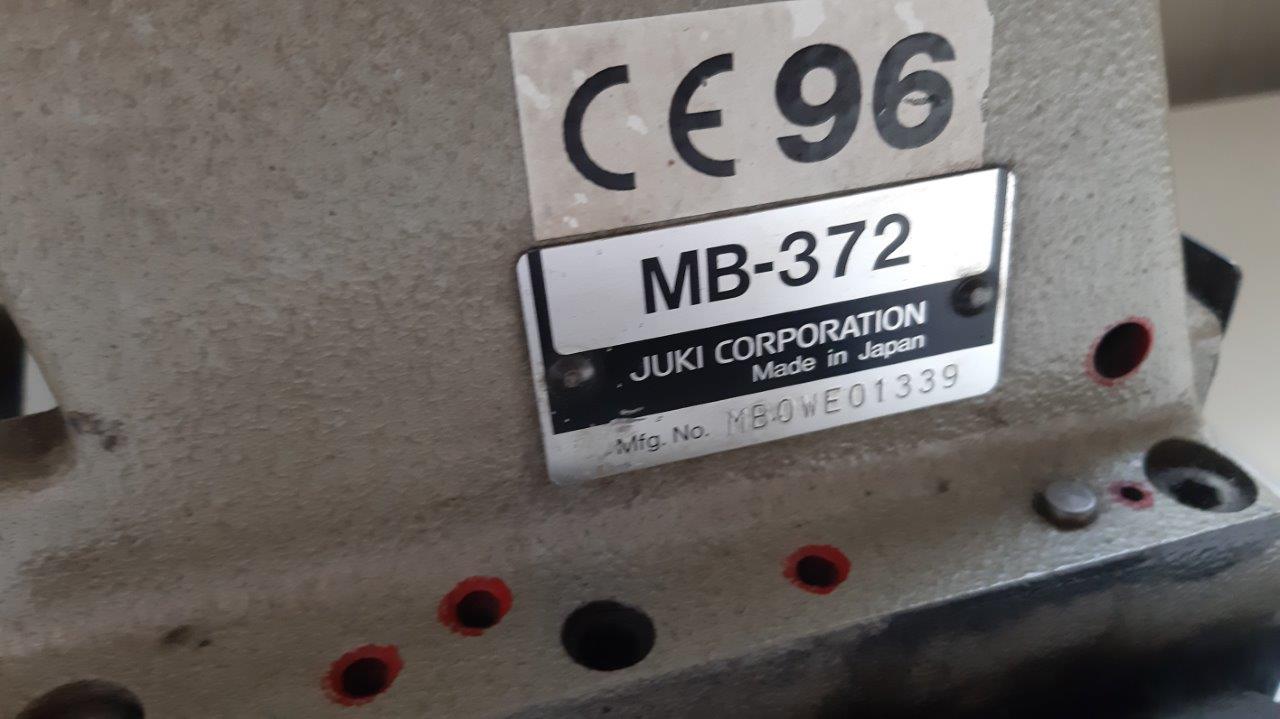 CE 96
MB-372
JUKI CORPORATION
Made in Japan
Mfg. No. MB0WE01339